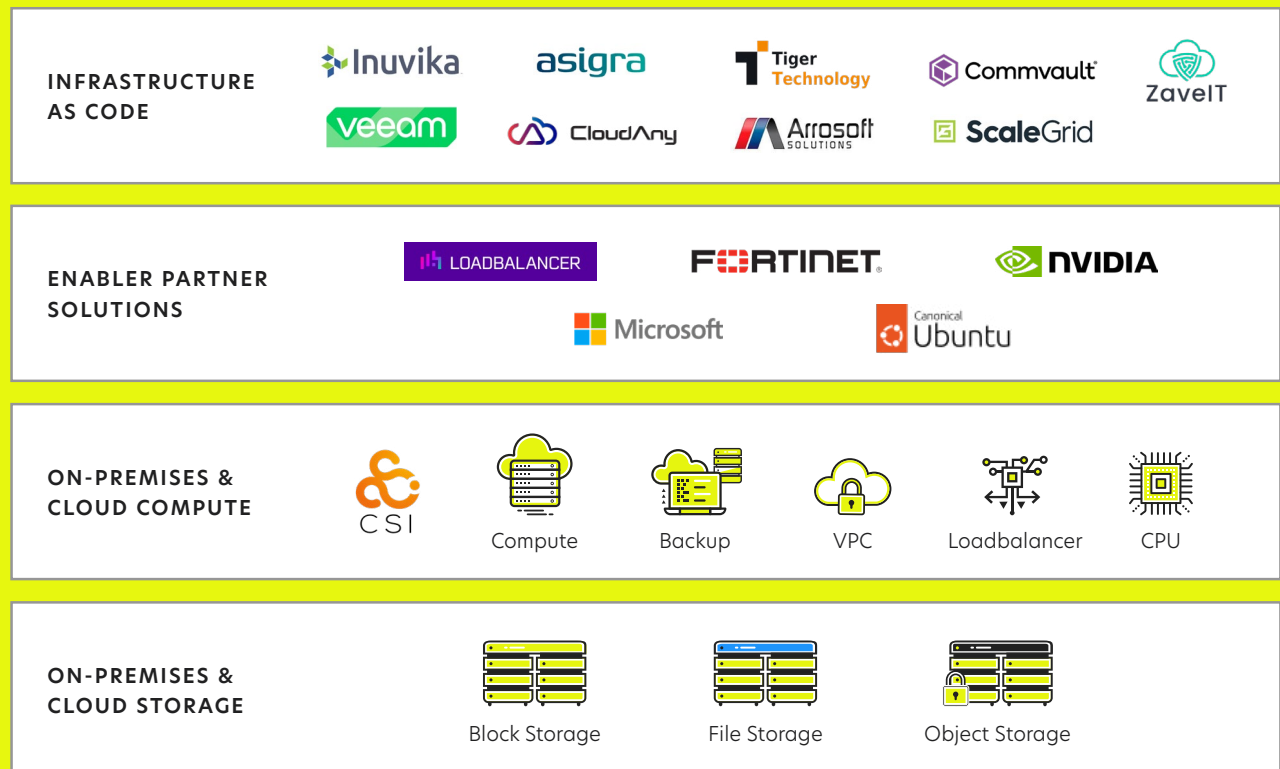 INFRASTRUCTURE
AS CODE
Inuvika
asigra
Tiger
Technology
Commvault®
ZaveIT
veeam
CloudAny
Arrosoft
SOLUTIONS
ScaleGrid
ENABLER PARTNER
SOLUTIONS
LOADBALANCER
FORTINET®
NVIDIA
Microsoft
Canonical
Ubuntu
ON-PREMISES &
CLOUD COMPUTE
CSI
Compute
Backup
VPC
Loadbalancer
CPU
ON-PREMISES &
CLOUD STORAGE
Block Storage
File Storage
Object Storage